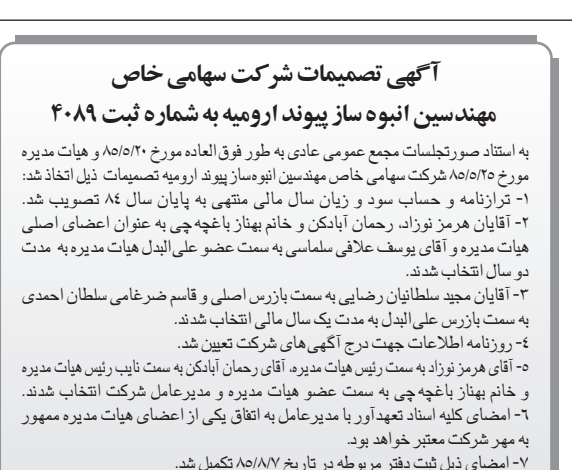 آگهی تصمیمات شرکت سهامی خاص
مهندسین انبوه ساز پیوند ارومیه به شماره ثبت ۴۰۸۹
به استناد صورتجلسات مجمع عمومی عادی به طور فوق‌العاده مورخ ۸۵/۵/۲۰ و هیات مدیره
مورخ ۸۵/۵/۲۵ شرکت سهامی خاص مهندسین انبوه‌ساز پیوند ارومیه تصمیمات ذیل اتخاذ شد:
۱- ترازنامه و حساب سود و زیان سال مالی منتهی به پایان سال ۸۴ تصویب شد.
۲- آقایان هرمز نوزاد، رحمان آبادکن و خانم بهناز باغچه‌چی به عنوان اعضای اصلی
هیات مدیره و آقای یوسف علافی سلماسی به سمت عضو علی‌البدل هیات مدیره به مدت
دو سال انتخاب شدند.
۳- آقایان مجید سلطانیان رضایی به سمت بازرس اصلی و قاسم ضرغامی سلطان احمدی
به سمت بازرس علی‌البدل به مدت یک سال مالی انتخاب شدند.
۴- روزنامه اطلاعات جهت درج آگهی‌های شرکت تعیین شد.
۵- آقای هرمز نوزاد به سمت رئیس هیات مدیره، آقای رحمان آبادکن به سمت نایب رئیس هیات مدیره
و خانم بهناز باغچه‌چی به سمت عضو هیات مدیره و مدیرعامل شرکت انتخاب شدند.
۶- امضای کلیه اسناد تعهدآور با مدیرعامل به اتفاق یکی از اعضای هیات مدیره ممهور
به مهر شرکت معتبر خواهد بود.
۷- امضای ذیل ثبت دفتر مربوطه در تاریخ ۸۵/۸/۷ تکمیل شد.